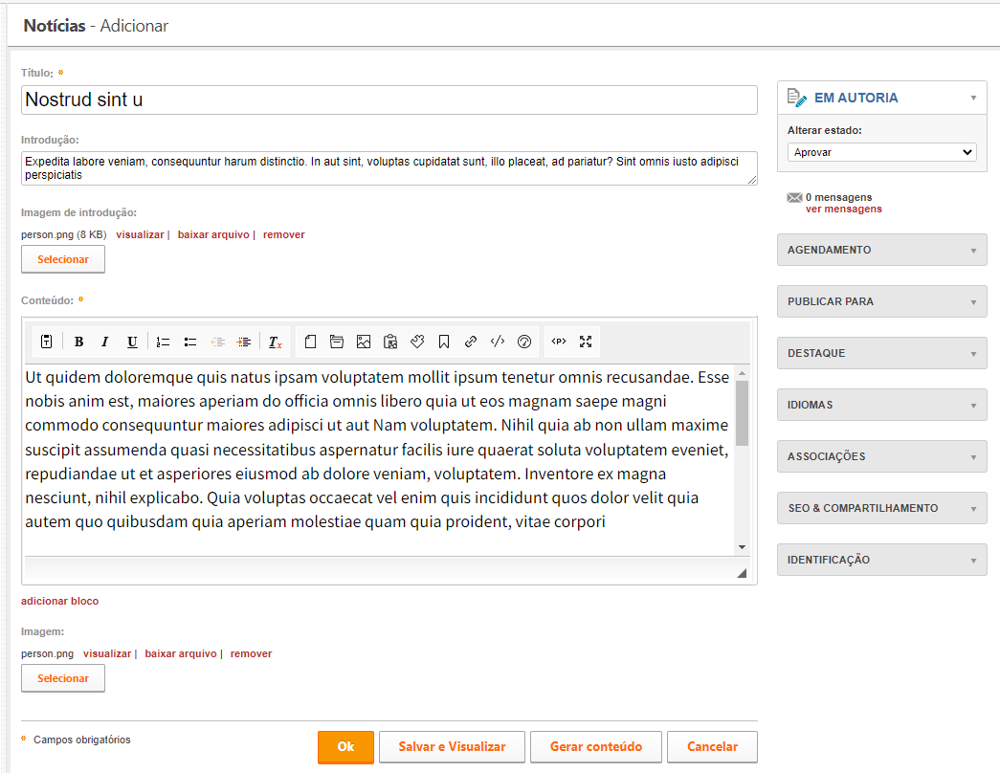 Notícias - Adicionar
Título: *
Nostrud sint u
Introdução:
Expedita labore veniam, consequuntur harum distinctio. In aut sint, voluptas cupidatat sunt, illo placeat, ad pariatur? Sint omnis iusto adipisci
perspiciatis
Imagem de introdução:
person.png (8 KB) visualizar | baixar arquivo | remover
Selecionar
Conteúdo: *
B I U Tx
Ut quidem doloremque quis natus ipsam voluptatem mollit ipsum tenetur omnis recusandae. Esse
nobis anim est, maiores aperiam do officia omnis libero quia ut eos magnam saepe magni
commodo consequuntur maiores adipisci ut aut Nam voluptatem. Nihil quia ab non ullam maxime
suscipit assumenda quasi necessitatibus aspernatur facilis iure quaerat soluta voluptatem eveniet,
repudiandae ut et asperiores eiusmod ab dolore veniam, voluptatem. Inventore ex magna
nesciunt, nihil explicabo. Quia voluptas occaecat vel enim quis incididunt quos dolor velit quia
autem quo quibusdam quia aperiam molestiae quam quia proident, vitae corpori
adicionar bloco
Imagem:
person.png visualizar | baixar arquivo | remover
Selecionar
* Campos obrigatórios
Ok
Salvar e Visualizar
Gerar conteúdo
Cancelar
EM AUTORIA
Alterar estado:
Aprovar
0 mensagens
ver mensagens
AGENDAMENTO
PUBLICAR PARA
DESTAQUE
IDIOMAS
ASSOCIAÇÕES
SEO & COMPARTILHAMENTO
IDENTIFICAÇÃO